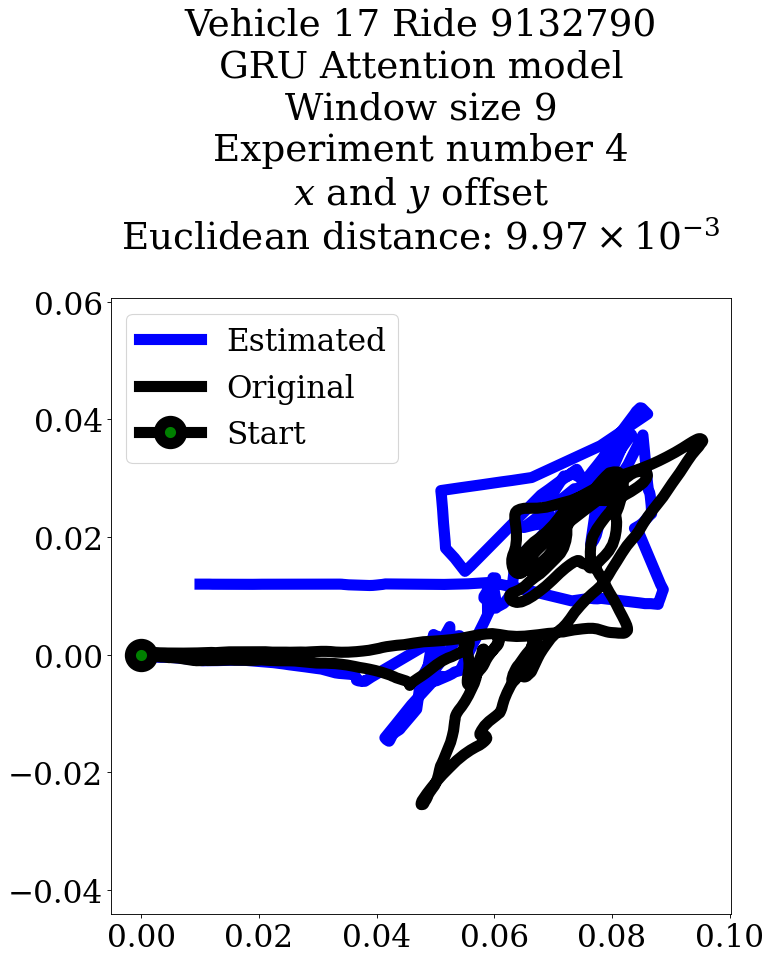 Vehicle 17 Ride 9132790
GRU Attention model
Window size 9
Experiment number 4
x and y offset
Euclidean distance: 9.97 × 10⁻³
Estimated
Original
Start
0.06
0.04
0.02
0.00
−0.02
−0.04
0.00 0.02 0.04 0.06 0.08 0.10